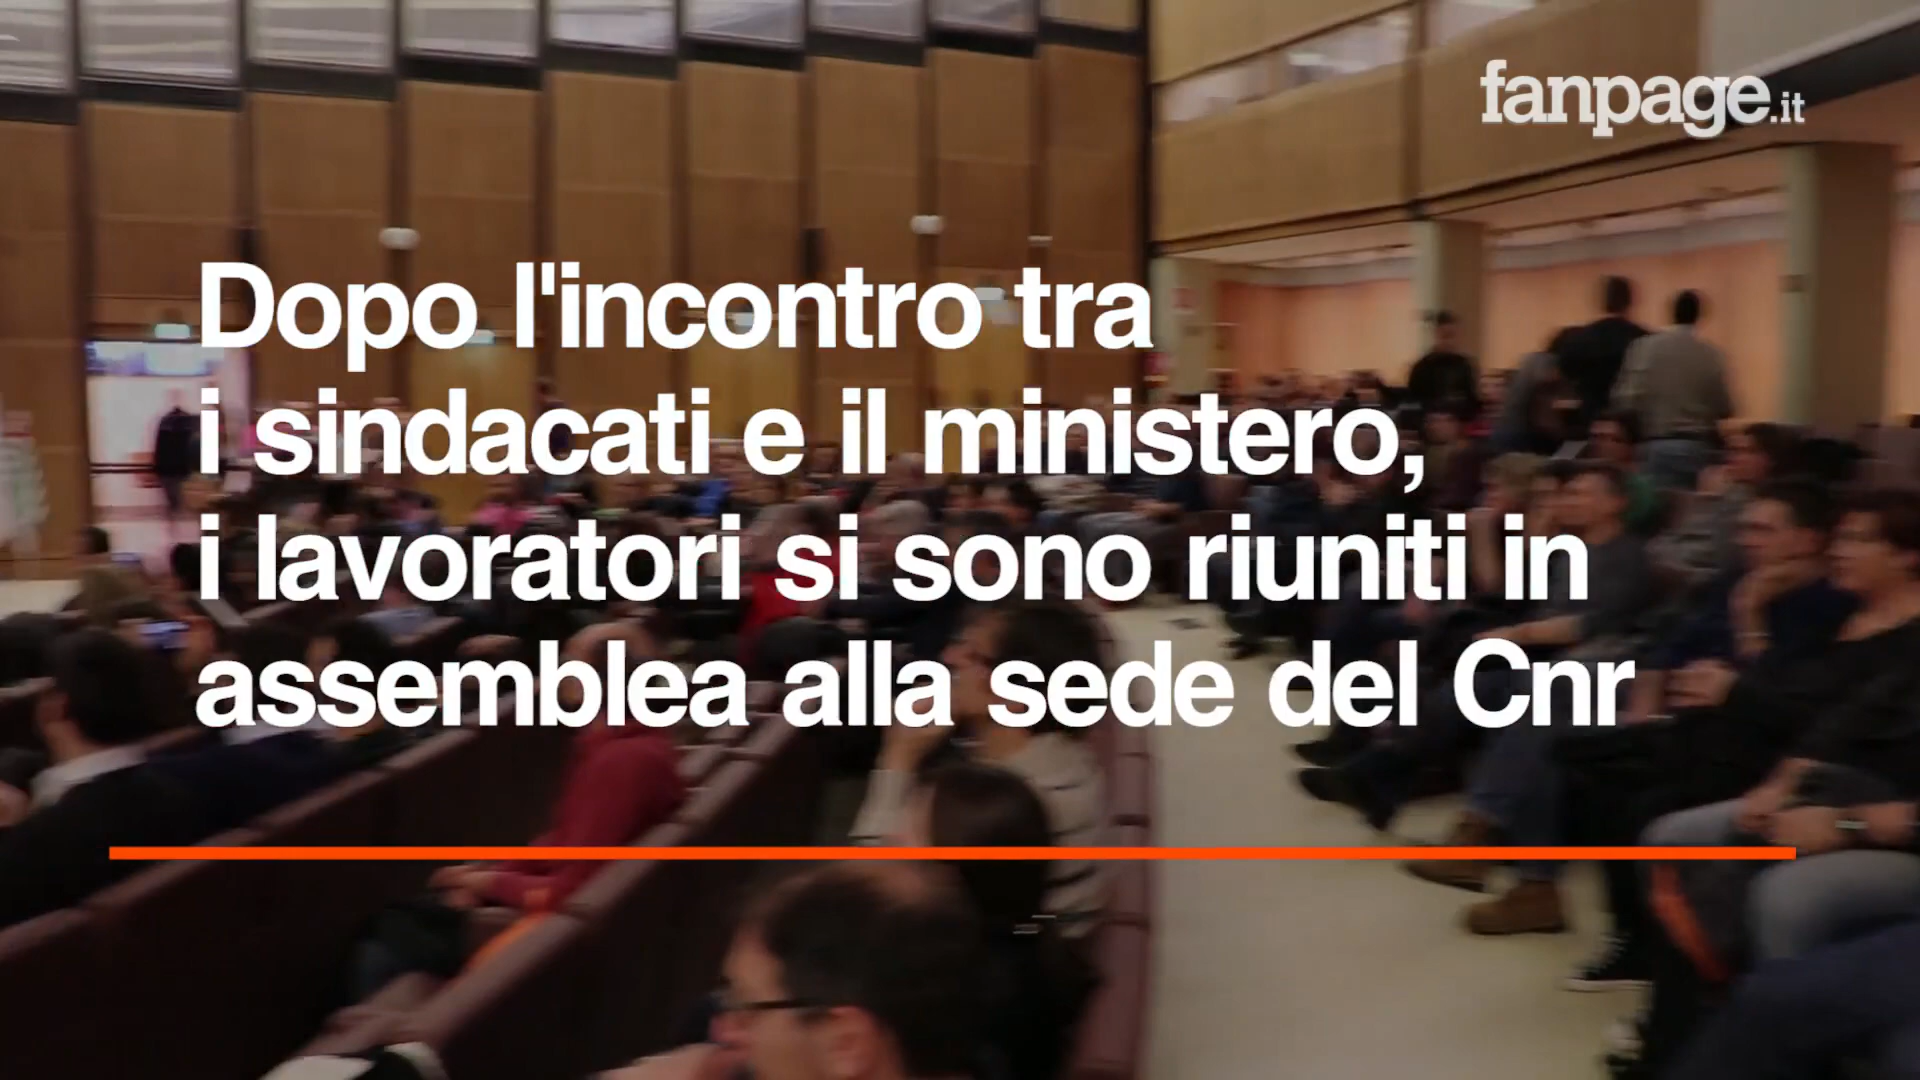 fanpage.it
Dopo l'incontro tra
i sindacati e il ministero,
i lavoratori si sono riuniti in
assemblea alla sede del Cnr